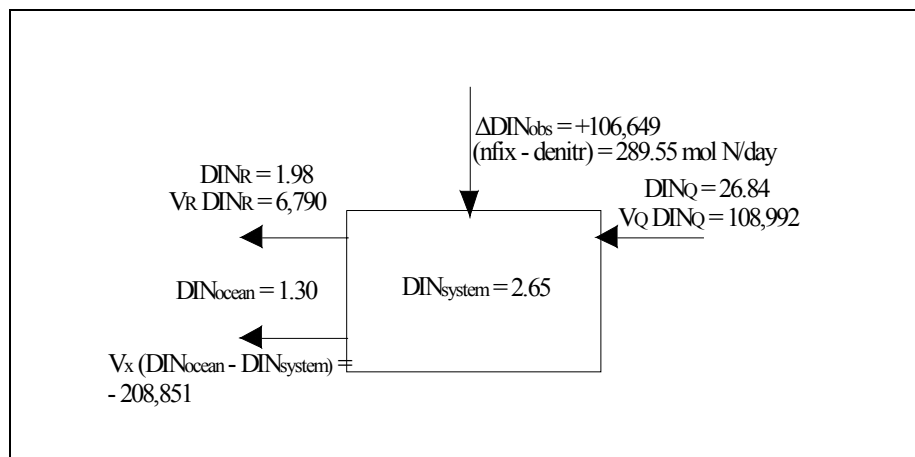 ΔDINobs = +106,649
(nfix - denitr) = 289.55 mol N/day
DINR = 1.98
VR DINR = 6,790
DINQ = 26.84
VQ DINQ = 108,992
DINocean = 1.30
DINsystem = 2.65
Vx (DINocean - DINsystem) =
- 208,851